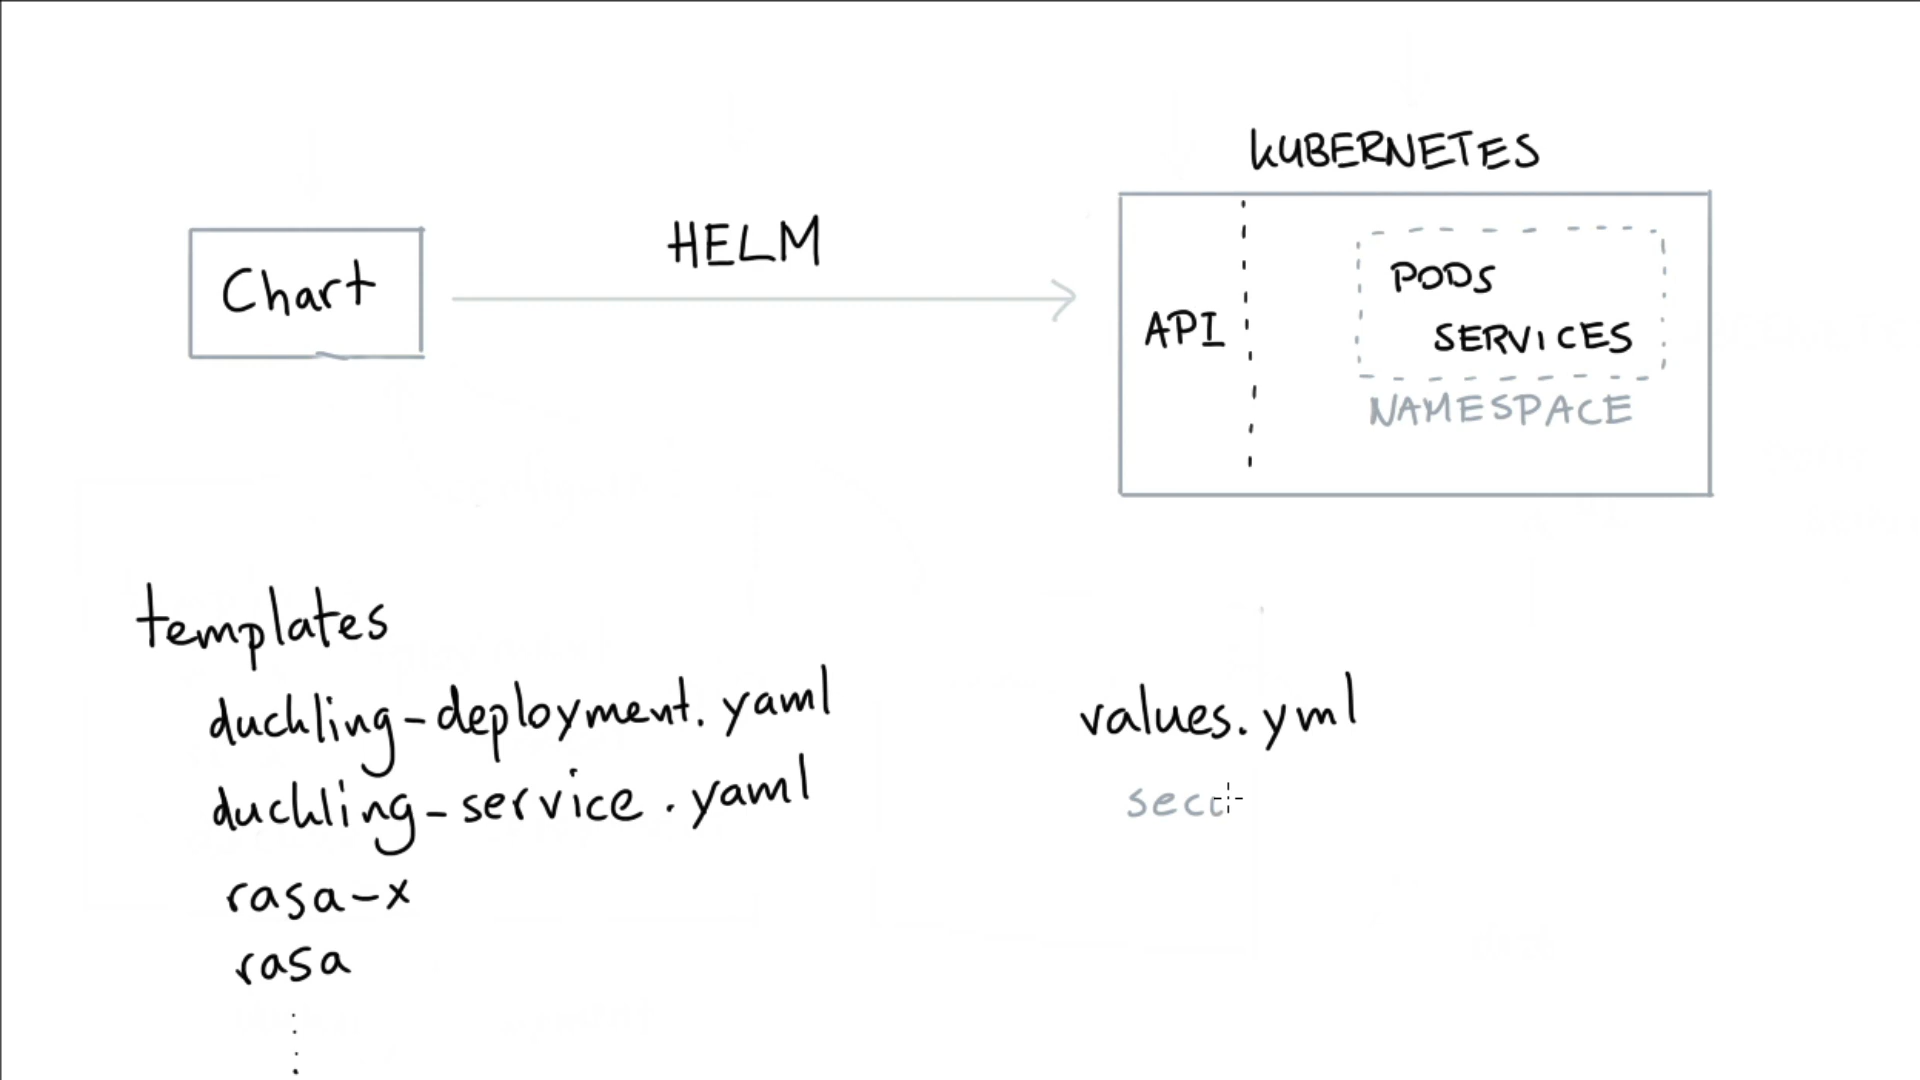 KUBERNETES
HELM
Chart
API
PODS
SERVICES
NAMESPACE
templates
duckling-deployment.yaml
duckling-service.yaml
rasa-x
rasa
values.yml